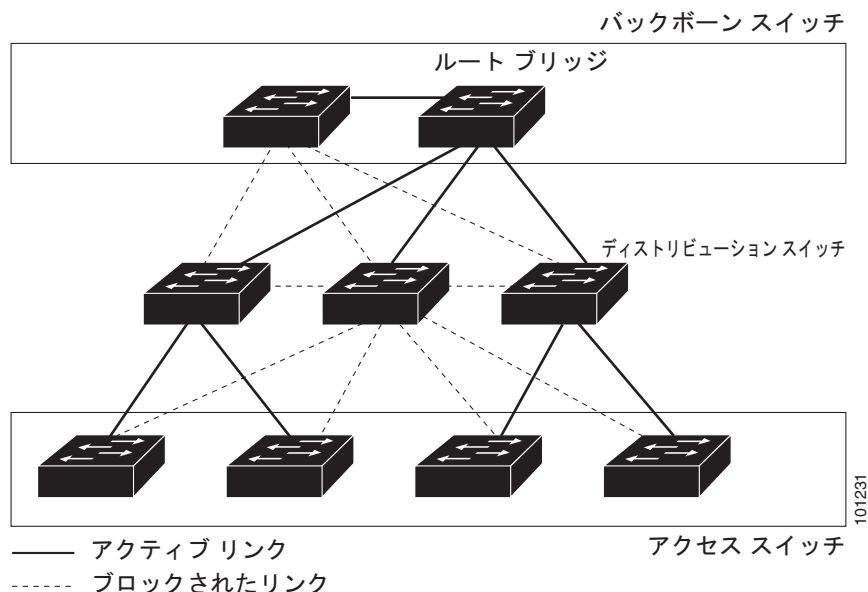 バックボーン スイッチ
ルート ブリッジ
ディストリビューション スイッチ
101231
アクセス スイッチ
アクティブ リンク
ブロックされたリンク